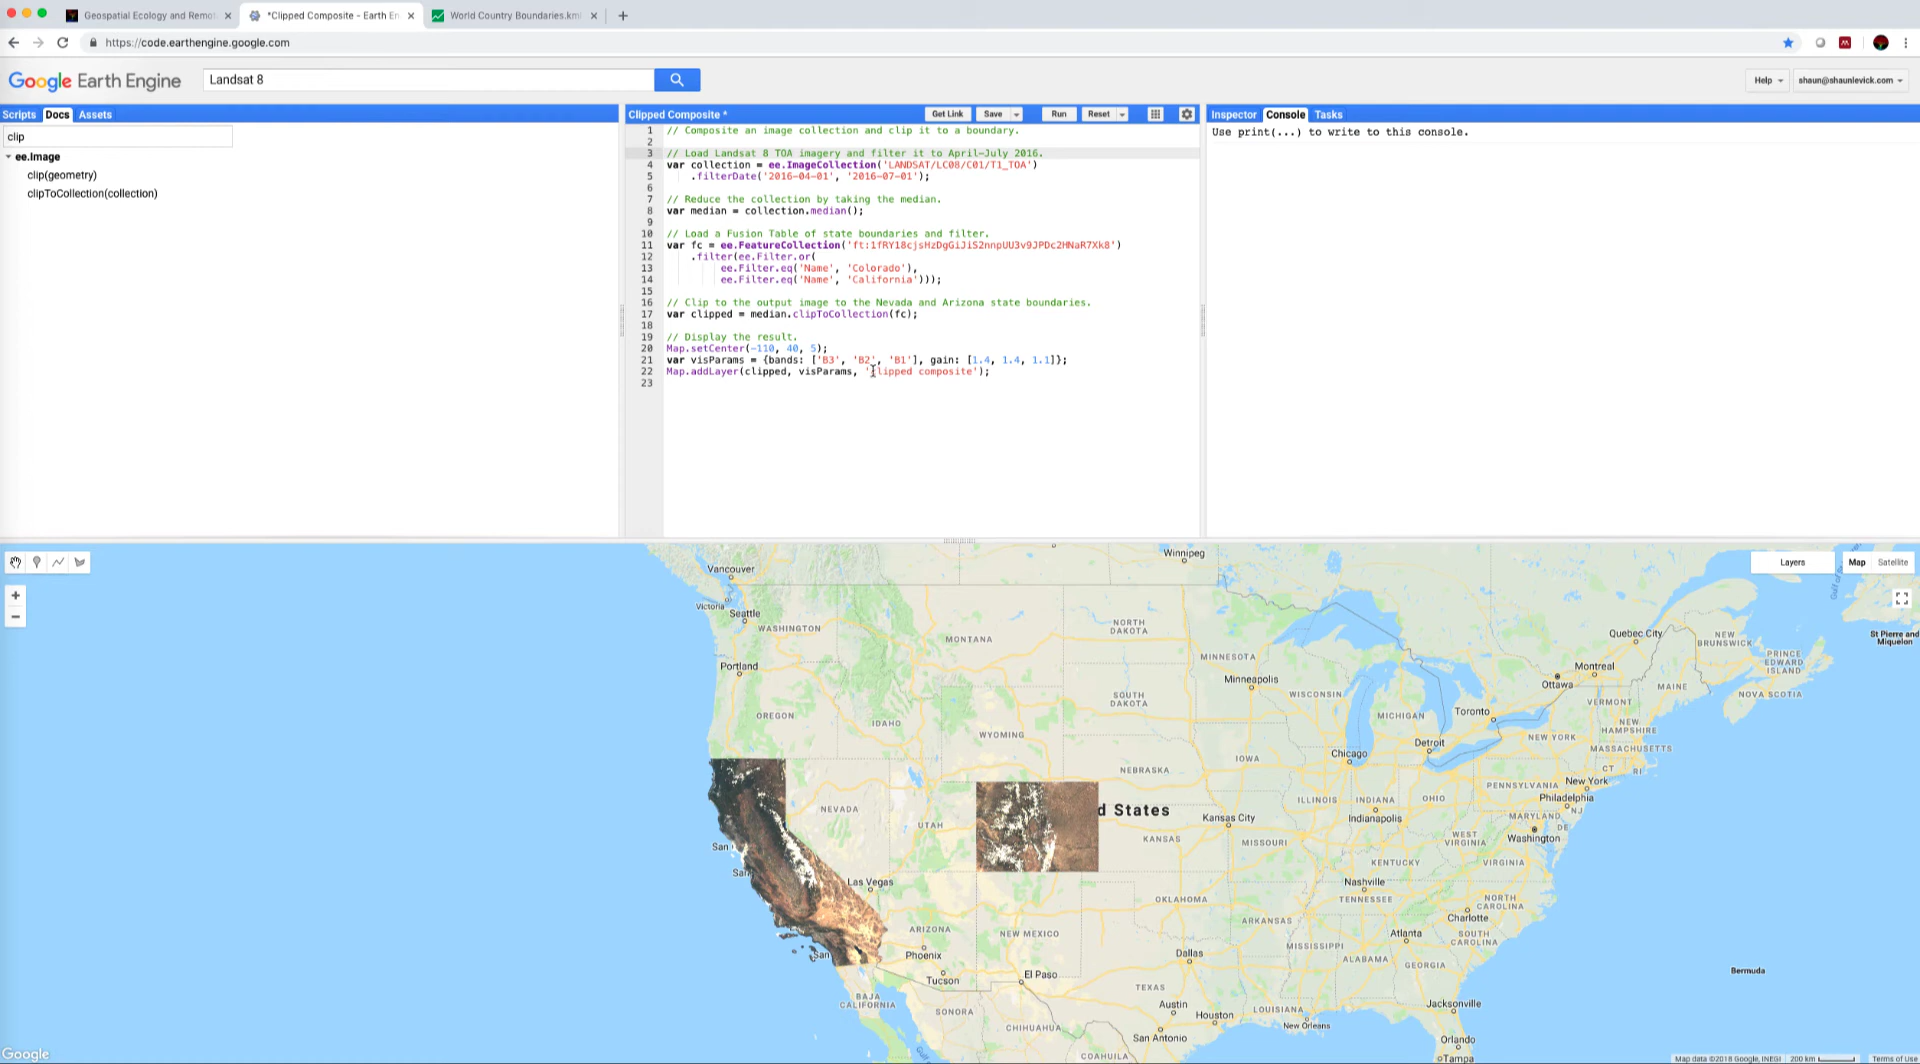 Geospatial Ecology and Remo
*Clipped Composite - Earth En
World Country Boundaries.kml
https://code.earthengine.google.com
Google Earth Engine
Landsat 8
Help
shaun@shaunlevick.com
Scripts Docs Assets
clip
ee.Image
clip(geometry)
clipToCollection(collection)
Clipped Composite *
Get Link Save Run Reset
1 // Composite an image collection and clip it to a boundary.
2
3 // Load Landsat 8 TOA imagery and filter it to April-July 2016.
4 var collection = ee.ImageCollection('LANDSAT/LC08/C01/T1_TOA')
5 .filterDate('2016-04-01', '2016-07-01');
6
7 // Reduce the collection by taking the median.
8 var median = collection.median();
9
10 // Load a Fusion Table of state boundaries and filter.
11 var fc = ee.FeatureCollection('ft:1fRY18cjsHzDgGiJiS2nnpUU3v9JPDc2HNaR7Xk8')
12 .filter(ee.Filter.or(
13 ee.Filter.eq('Name', 'Colorado'),
14 ee.Filter.eq('Name', 'California')));
15
16 // Clip to the output image to the Nevada and Arizona state boundaries.
17 var clipped = median.clipToCollection(fc);
18
19 // Display the result.
20 Map.setCenter(-110, 40, 5);
21 var visParams = {bands: ['B3', 'B2', 'B1'], gain: [1.4, 1.4, 1.1]};
22 Map.addLayer(clipped, visParams, 'clipped composite');
23
Inspector Console Tasks
Use print(...) to write to this console.
Layers
Map Satellite
+
−
Winnipeg
Vancouver
Victoria
Seattle
WASHINGTON
MONTANA
NORTH DAKOTA
Quebec City
NEW BRUNSWICK
St Pierre and Miquelon
PRINCE EDWARD ISLAND
MINNESOTA
Portland
Minneapolis
Montreal
Ottawa
MAINE
NOVA SCOTIA
SOUTH DAKOTA
WISCONSIN
VERMONT
OREGON
IDAHO
MICHIGAN
Toronto
NEW HAMPSHIRE
WYOMING
NEW YORK
MASSACHUSETTS
Detroit
Chicago
IOWA
NEBRASKA
CT RI
PENNSYLVANIA
New York
Philadelphia
NJ
NEVADA
UTAH
d States
Kansas City
ILLINOIS
INDIANA
OHIO
Indianapolis
MARYLAND
DE
Washington
San
KANSAS
MISSOURI
WEST VIRGINIA
VIRGINIA
KENTUCKY
San
Las Vegas
Nashville
TENNESSEE
OKLAHOMA
NORTH CAROLINA
Charlotte
ARKANSAS
ARIZONA
NEW MEXICO
Atlanta
SOUTH CAROLINA
MISSISSIPPI
San
Phoenix
Dallas
ALABAMA
GEORGIA
Tucson
El Paso
Bermuda
TEXAS
BAJA CALIFORNIA
SONORA
Austin
Houston
LOUISIANA
Jacksonville
New Orleans
CHIHUAHUA
San Antonio
Orlando
COAHUILA
Tampa
Google
Map data ©2018 Google, INEGI 200 km Terms of Use